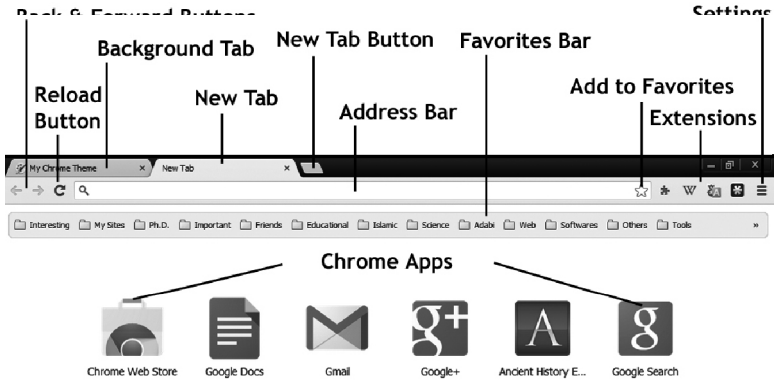 Back & Forward Buttons
Settings
Background Tab
New Tab Button
Favorites Bar
Reload
Button
New Tab
Address Bar
Add to Favorites
Extensions
My Chrome Theme
New Tab
Interesting My Sites Ph.D. Important Friends Educational Islamic Science Adabi Web Softwares Others Tools »
Chrome Apps
Chrome Web Store Google Docs Gmail Google+ Ancient History E... Google Search